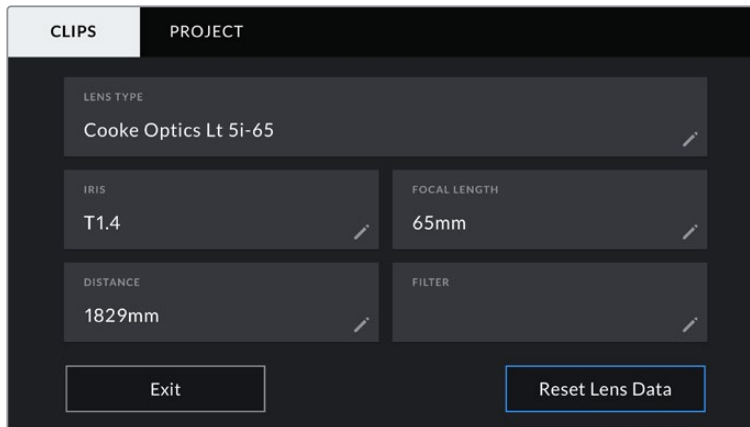 CLIPS PROJECT
LENS TYPE
Cooke Optics Lt 5i-65
IRIS
T1.4
FOCAL LENGTH
65mm
DISTANCE
1829mm
FILTER
Exit
Reset Lens Data